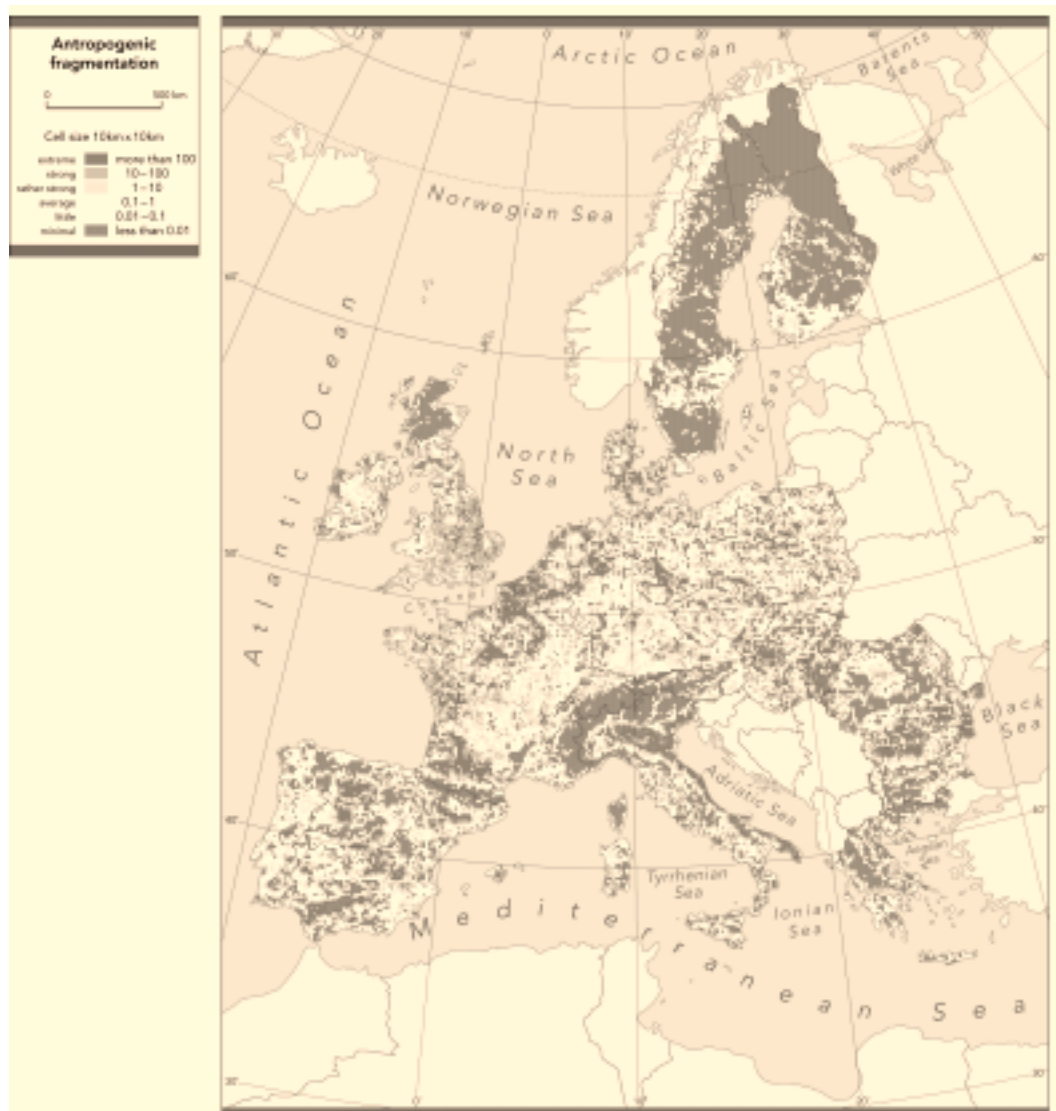 Antropogenic
fragmentation
0 500 km
Cell size 10km x 10km
extreme more than 100
strong 10–100
rather strong 1–10
average 0.1–1
little 0.01–0.1
minimal less than 0.01
Arctic Ocean
Barents
Sea
White Sea
Norwegian Sea
Atlantic Ocean
North
Sea
Baltic Sea
Black
Sea
Adriatic Sea
Aegean
Sea
Tyrrhenian
Sea
Ionian
Sea
Mediterranean Sea